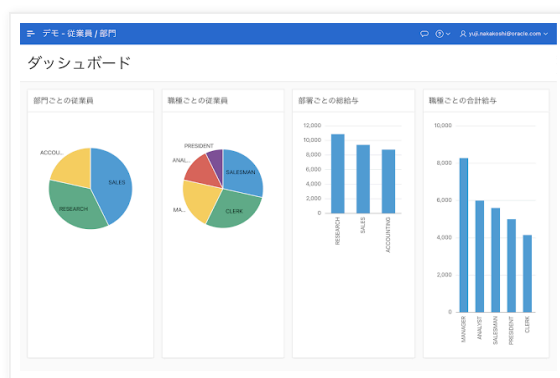 デモ - 従業員 / 部門
yuji.nakakoshi@oracle.com
ダッシュボード
部門ごとの従業員
ACCOU...
SALES
RESEARCH
職種ごとの従業員
PRESIDENT
ANAL...
SALESMAN
MA...
CLERK
部署ごとの総給与
12,000
10,000
8,000
6,000
4,000
2,000
0
RESEARCH
SALES
ACCOUNTING
職種ごとの合計給与
10,000
8,000
6,000
4,000
2,000
0
MANAGER
ANALYST
SALESMAN
PRESIDENT
CLERK